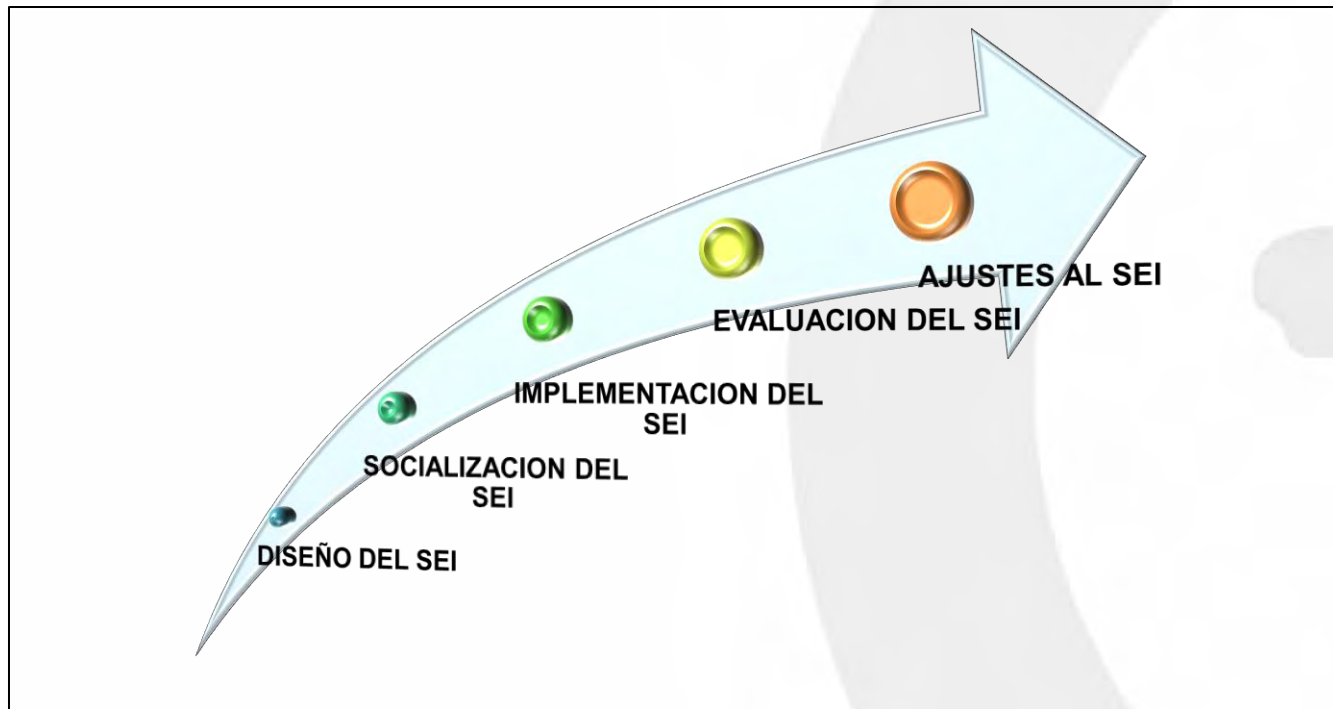 AJUSTES AL SEI
EVALUACION DEL SEI
IMPLEMENTACION DEL
SEI
SOCIALIZACION DEL
SEI
DISEÑO DEL SEI